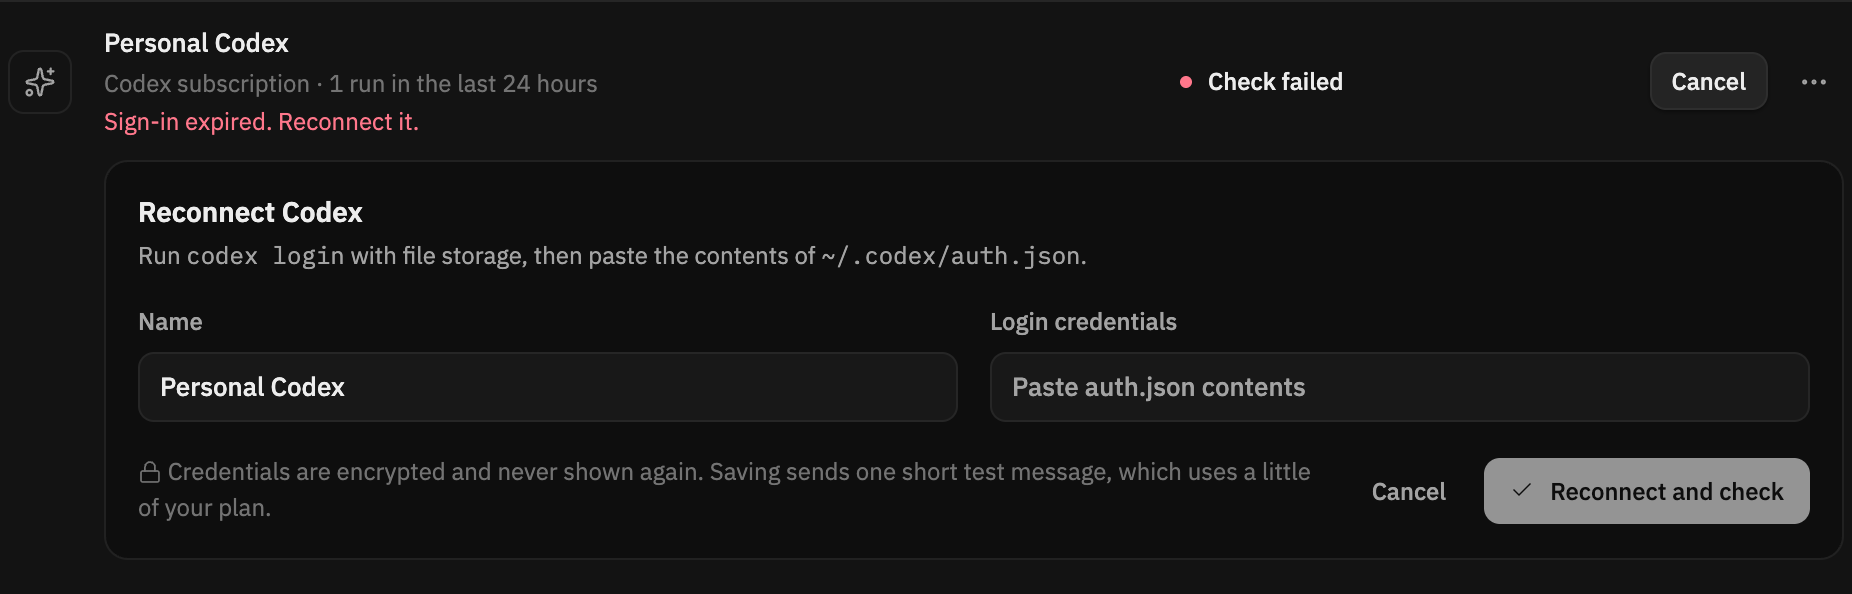 Personal Codex
Codex subscription · 1 run in the last 24 hours
Sign-in expired. Reconnect it.
Check failed
Cancel
Reconnect Codex
Run codex login with file storage, then paste the contents of ~/.codex/auth.json.
Name
Login credentials
Personal Codex
Paste auth.json contents
Credentials are encrypted and never shown again. Saving sends one short test message, which uses a little
of your plan.
Cancel
Reconnect and check